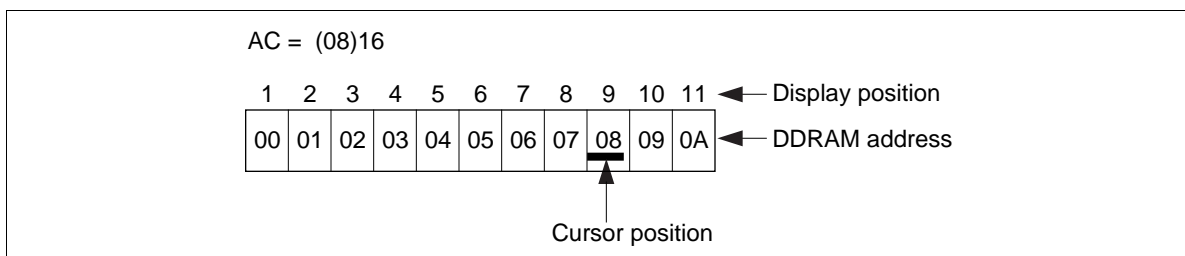 AC = (08)16
1 2 3 4 5 6 7 8 9 10 11 Display position
00 01 02 03 04 05 06 07 08 09 0A DDRAM address
Cursor position